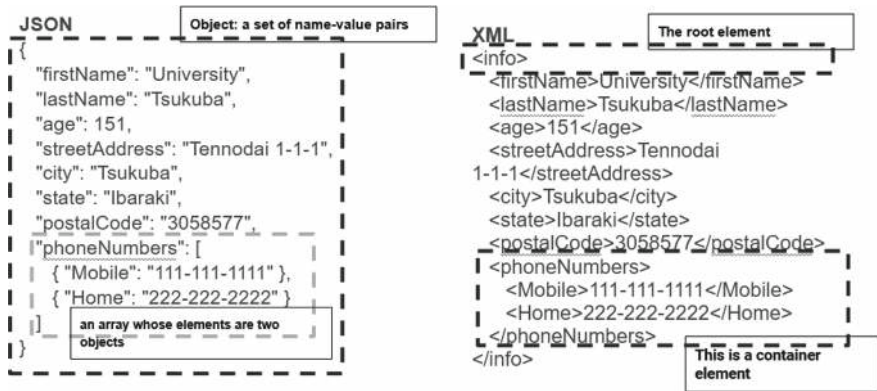 JSON
Object: a set of name-value pairs
{
"firstName": "University",
"lastName": "Tsukuba",
"age": 151,
"streetAddress": "Tennodai 1-1-1",
"city": "Tsukuba",
"state": "Ibaraki",
"postalCode": "3058577",
"phoneNumbers": [
{ "Mobile": "111-111-1111" },
{ "Home": "222-222-2222" }
]
an array whose elements are two
objects
}
XML
The root element
<info>
<firstName>University</firstName>
<lastName>Tsukuba</lastName>
<age>151</age>
<streetAddress>Tennodai
1-1-1</streetAddress>
<city>Tsukuba</city>
<state>Ibaraki</state>
<postalCode>3058577</postalCode>
<phoneNumbers>
<Mobile>111-111-1111</Mobile>
<Home>222-222-2222</Home>
</phoneNumbers>
</info>
This is a container
element